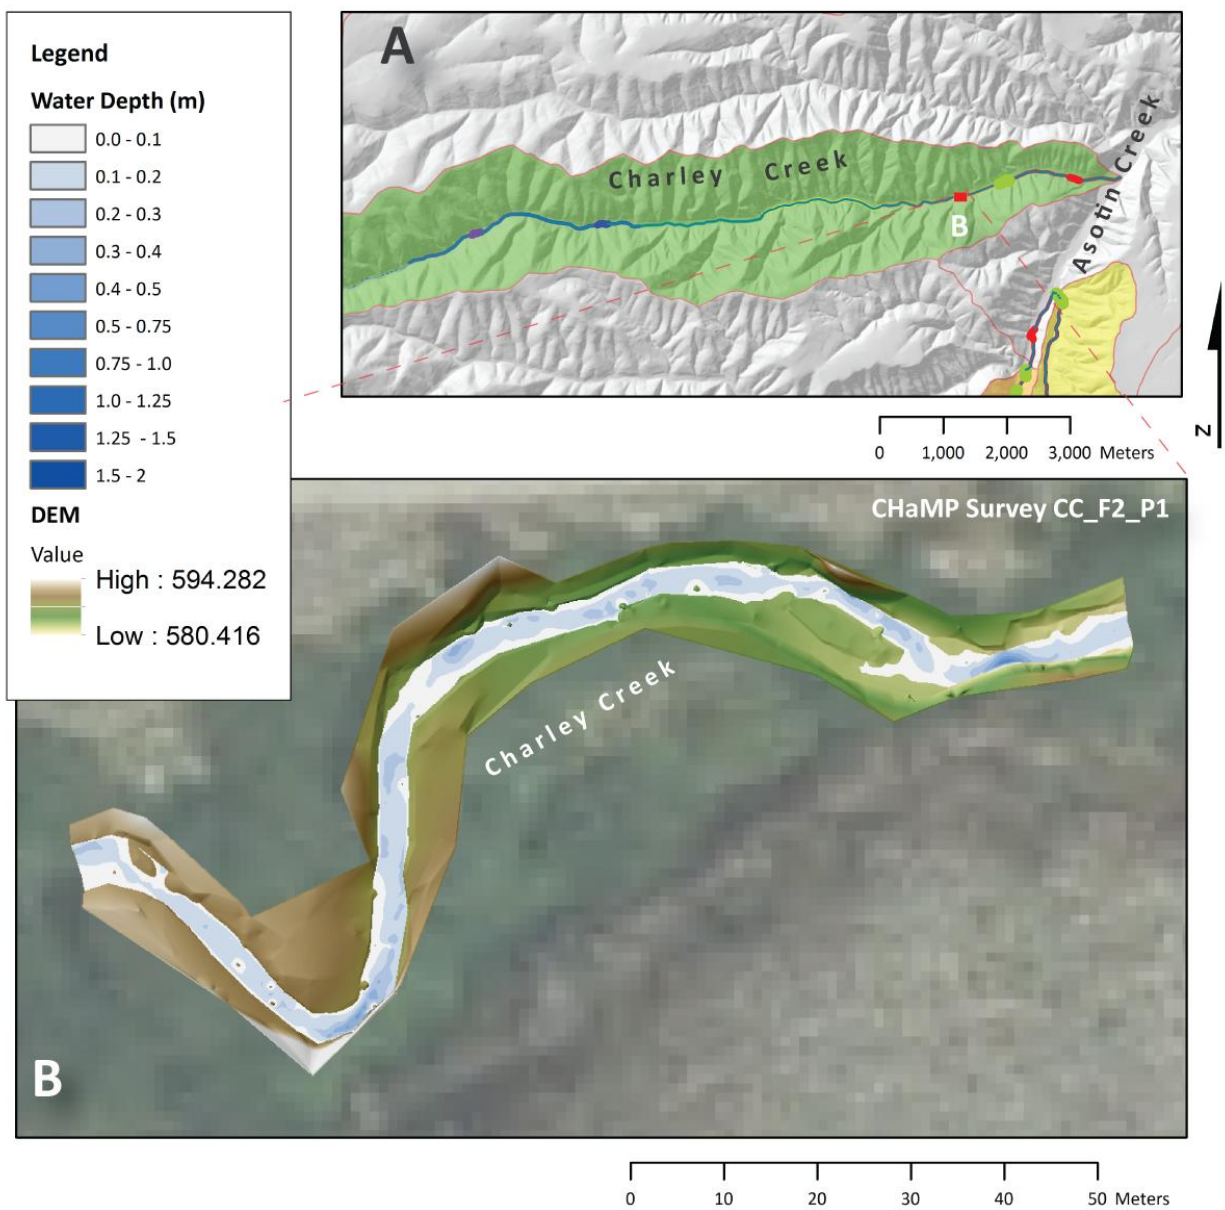 Legend
Water Depth (m)
0.0 - 0.1
0.1 - 0.2
0.2 - 0.3
0.3 - 0.4
0.4 - 0.5
0.5 - 0.75
0.75 - 1.0
1.0 - 1.25
1.25 - 1.5
1.5 - 2
DEM
Value
High : 594.282
Low : 580.416
A
Charley Creek
Asotin Creek
B
N
0 1,000 2,000 3,000 Meters
CHaMP Survey CC_F2_P1
Charley Creek
B
0 10 20 30 40 50 Meters